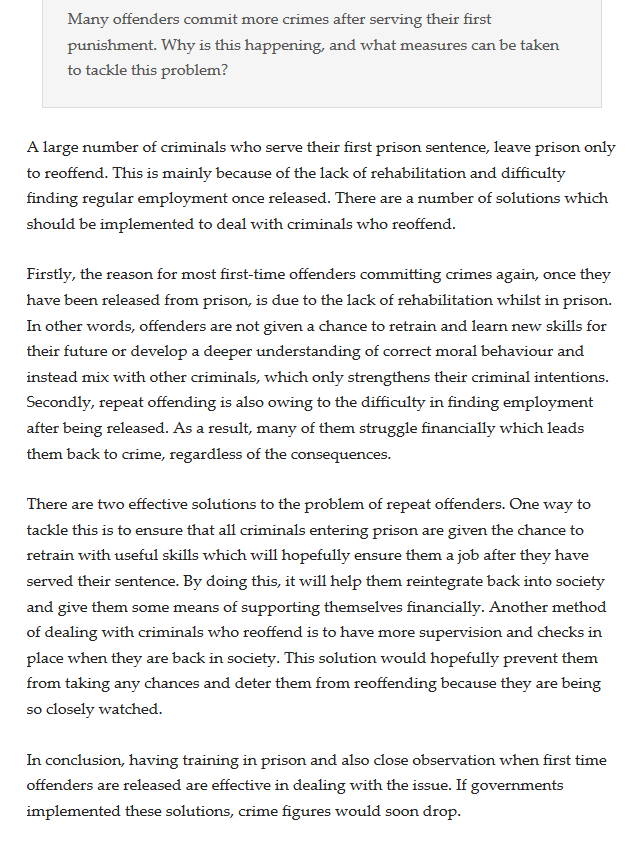 Many offenders commit more crimes after serving their first
punishment. Why is this happening, and what measures can be taken
to tackle this problem?
A large number of criminals who serve their first prison sentence, leave prison only
to reoffend. This is mainly because of the lack of rehabilitation and difficulty
finding regular employment once released. There are a number of solutions which
should be implemented to deal with criminals who reoffend.
Firstly, the reason for most first-time offenders committing crimes again, once they
have been released from prison, is due to the lack of rehabilitation whilst in prison.
In other words, offenders are not given a chance to retrain and learn new skills for
their future or develop a deeper understanding of correct moral behaviour and
instead mix with other criminals, which only strengthens their criminal intentions.
Secondly, repeat offending is also owing to the difficulty in finding employment
after being released. As a result, many of them struggle financially which leads
them back to crime, regardless of the consequences.
There are two effective solutions to the problem of repeat offenders. One way to
tackle this is to ensure that all criminals entering prison are given the chance to
retrain with useful skills which will hopefully ensure them a job after they have
served their sentence. By doing this, it will help them reintegrate back into society
and give them some means of supporting themselves financially. Another method
of dealing with criminals who reoffend is to have more supervision and checks in
place when they are back in society. This solution would hopefully prevent them
from taking any chances and deter them from reoffending because they are being
so closely watched.
In conclusion, having training in prison and also close observation when first time
offenders are released are effective in dealing with the issue. If governments
implemented these solutions, crime figures would soon drop.